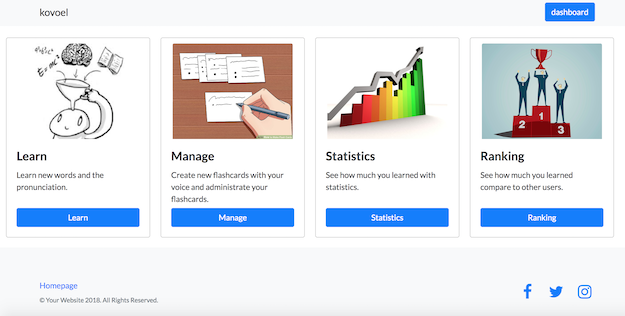 kovoel
dashboard
E=mc²
2
1
3
Learn
Learn new words and the
pronunciation.
Learn
Manage
Create new flashcards with your
voice and administrate your
flashcards.
Manage
Statistics
See how much you learned with
statistics.
Statistics
Ranking
See how much you learned
compare to other users.
Ranking
Homepage
© Your Website 2018. All Rights Reserved.